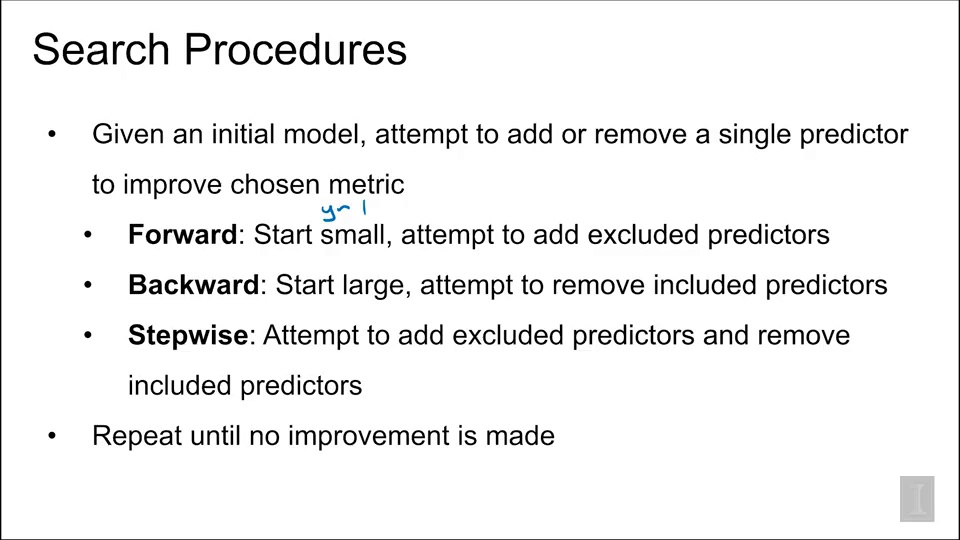 Search Procedures
• Given an initial model, attempt to add or remove a single predictor
to improve chosen metric
y~ 1
• Forward: Start small, attempt to add excluded predictors
• Backward: Start large, attempt to remove included predictors
• Stepwise: Attempt to add excluded predictors and remove
included predictors
• Repeat until no improvement is made
I